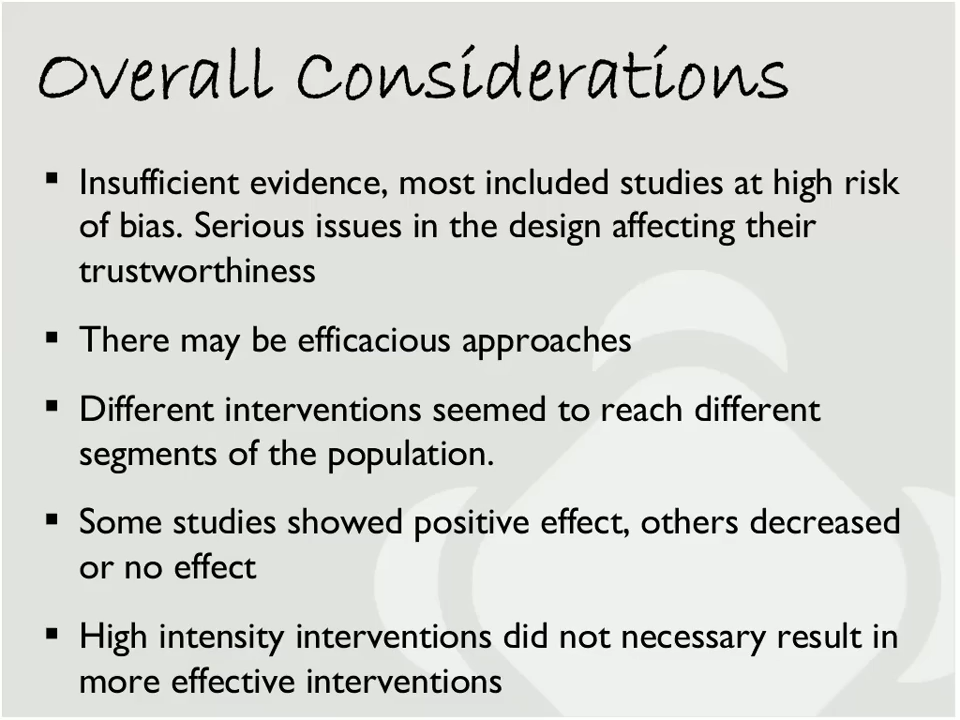 Overall Considerations
▪ Insufficient evidence, most included studies at high risk
of bias. Serious issues in the design affecting their
trustworthiness
▪ There may be efficacious approaches
▪ Different interventions seemed to reach different
segments of the population.
▪ Some studies showed positive effect, others decreased
or no effect
▪ High intensity interventions did not necessary result in
more effective interventions